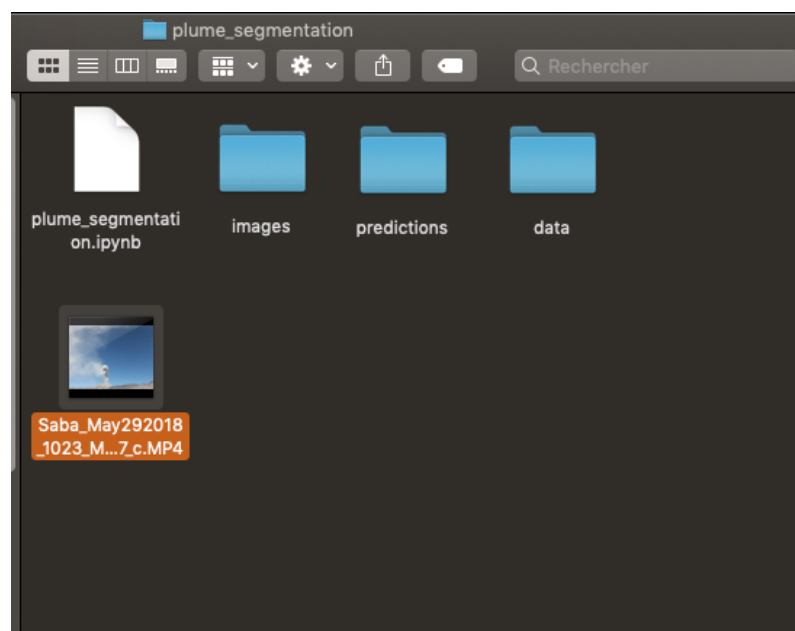 plume_segmentation
Rechercher
plume_segmentati
on.ipynb
images
predictions
data
Saba_May292018
_1023_M...7_c.MP4